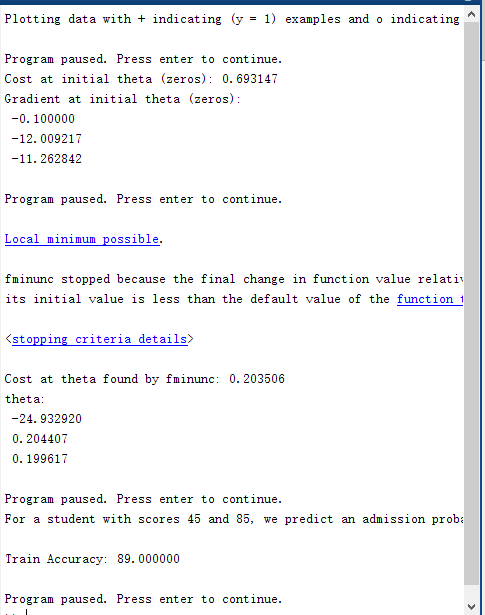 Plotting data with + indicating (y = 1) examples and o indicating
Program paused. Press enter to continue.
Cost at initial theta (zeros): 0.693147
Gradient at initial theta (zeros):
-0.100000
-12.009217
-11.262842
Program paused. Press enter to continue.
Local minimum possible.
fminunc stopped because the final change in function value
its initial value is less than the default value of the function
<stopping criteria details>
Cost at theta found by fminunc: 0.203506
theta:
-24.932920
0.204407
0.199617
Program paused. Press enter to continue.
For a student with scores 45 and 85, we predict an admission
Train Accuracy: 89.000000
Program paused. Press enter to continue.